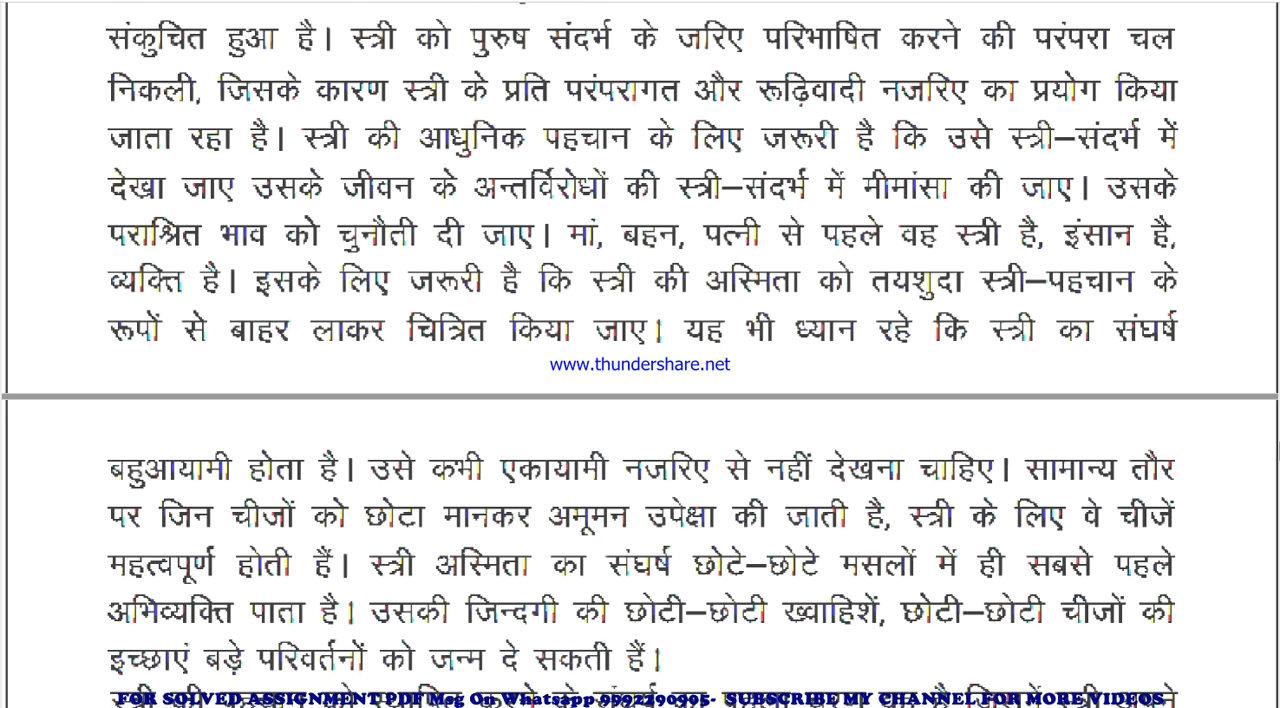 संकुचित हुआ है। स्त्री को पुरुष संदर्भ के जरिए परिभाषित करने की परंपरा चल
निकली, जिसके कारण स्त्री के प्रति परंपरागत और रूढ़िवादी नजरिए का प्रयोग किया
जाता रहा है। स्त्री की आधुनिक पहचान के लिए जरूरी है कि उसे स्त्री–संदर्भ में
देखा जाए उसके जीवन के अन्तर्विरोधों की स्त्री–संदर्भ में मीमांसा की जाए। उसके
पराश्रित भाव को चुनौती दी जाए। मां, बहन, पत्नी से पहले वह स्त्री है, इंसान है,
व्यक्ति है। इसके लिए जरूरी है कि स्त्री की अस्मिता को तयशुदा स्त्री–पहचान के
रूपों से बाहर लाकर चित्रित किया जाए। यह भी ध्यान रहे कि स्त्री का संघर्ष
www.thundershare.net
बहुआयामी होता है। उसे कभी एकायामी नजरिए से नहीं देखना चाहिए। सामान्य तौर
पर जिन चीजों को छोटा मानकर अमूमन उपेक्षा की जाती है, स्त्री के लिए वे चीजें
महत्वपूर्ण होती हैं। स्त्री अस्मिता का संघर्ष छोटे–छोटे मसलों में ही सबसे पहले
अभिव्यक्ति पाता है। उसकी जिन्दगी की छोटी–छोटी ख्वाहिशें, छोटी–छोटी चीजों की
इच्छाएं बड़े परिवर्तनों को जन्म दे सकती हैं।
FOR SOLVED ASSIGNMENT PDF Msg On Whatsapp 9592290995- SUBSCRIBE MY CHANNEL FOR MORE VIDEOS